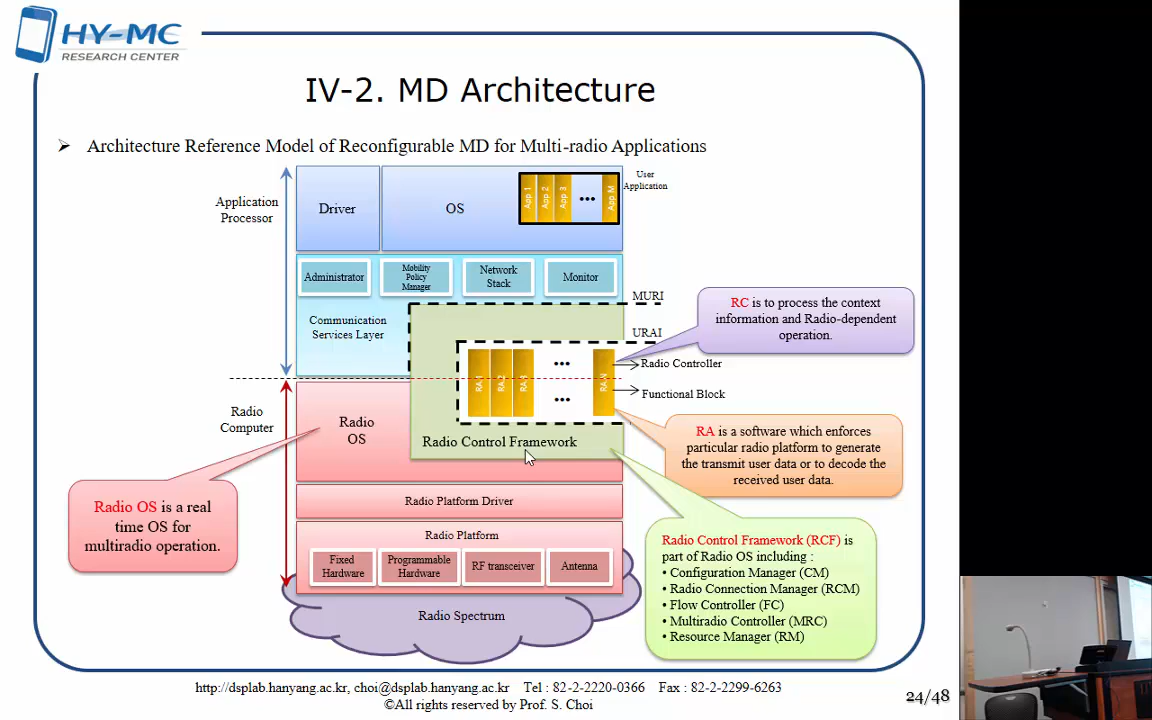 HY-MC
RESEARCH CENTER
IV-2. MD Architecture
Architecture Reference Model of Reconfigurable MD for Multi-radio Applications
Application
Processor
Driver
OS
App 1
App 2
App 3
•••
App M
User
Application
Administrator
Mobility
Policy
Manager
Network
Stack
Monitor
MURI
Communication
Services Layer
URAI
RC is to process the context
information and Radio-dependent
operation.
RA 1
RA 2
RA 3
•••
•••
RA N
Radio Controller
Functional Block
Radio
Computer
Radio
OS
Radio Control Framework
RA is a software which enforces
particular radio platform to generate
the transmit user data or to decode the
received user data.
Radio OS is a real
time OS for
multiradio operation.
Radio Platform Driver
Radio Platform
Fixed
Hardware
Programmable
Hardware
RF transceiver
Antenna
Radio Spectrum
Radio Control Framework (RCF) is
part of Radio OS including :
• Configuration Manager (CM)
• Radio Connection Manager (RCM)
• Flow Controller (FC)
• Multiradio Controller (MRC)
• Resource Manager (RM)
http://dsplab.hanyang.ac.kr, choi@dsplab.hanyang.ac.kr Tel : 82-2-2220-0366 Fax : 82-2-2299-6263
©All rights reserved by Prof. S. Choi
24/48